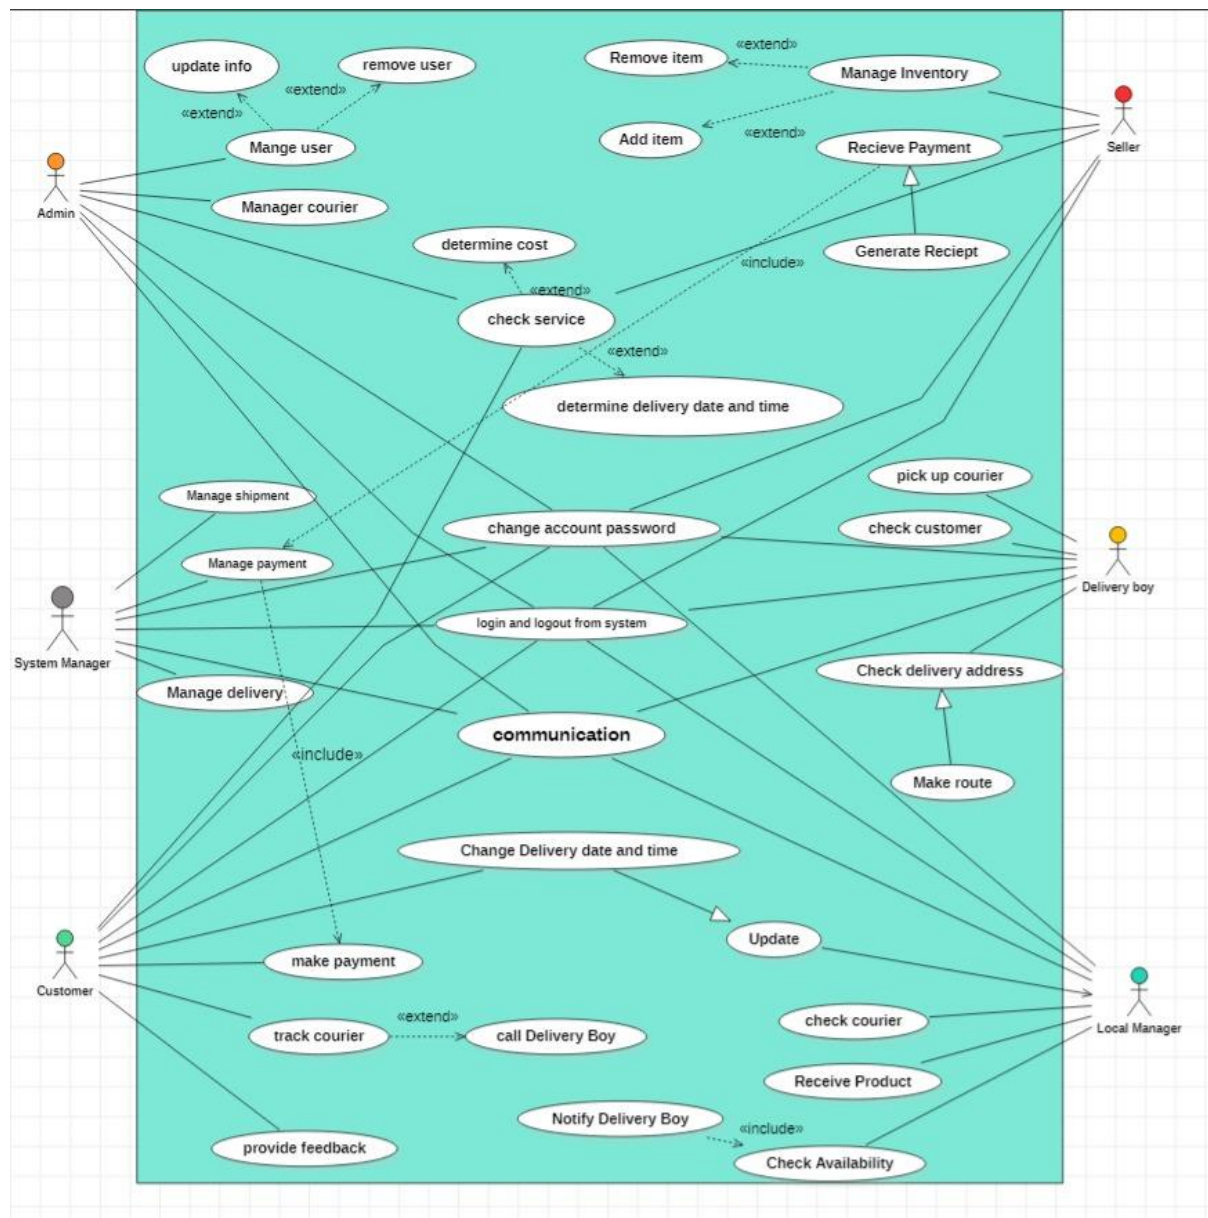 update info
remove user
Remove item
«extend»
Manage Inventory
«extend»
«extend»
Mange user
Add item
«extend»
Recieve Payment
Seller
Admin
Manager courier
determine cost
Generate Reciept
«include»
«extend»
check service
«extend»
determine delivery date and time
pick up courier
Manage shipment
change account password
check customer
Manage payment
Delivery boy
login and logout from system
System Manager
Check delivery address
Manage delivery
communication
«include»
Make route
Change Delivery date and time
Update
make payment
Customer
check courier
Local Manager
«extend»
track courier
call Delivery Boy
Receive Product
Notify Delivery Boy
«include»
provide feedback
Check Availability